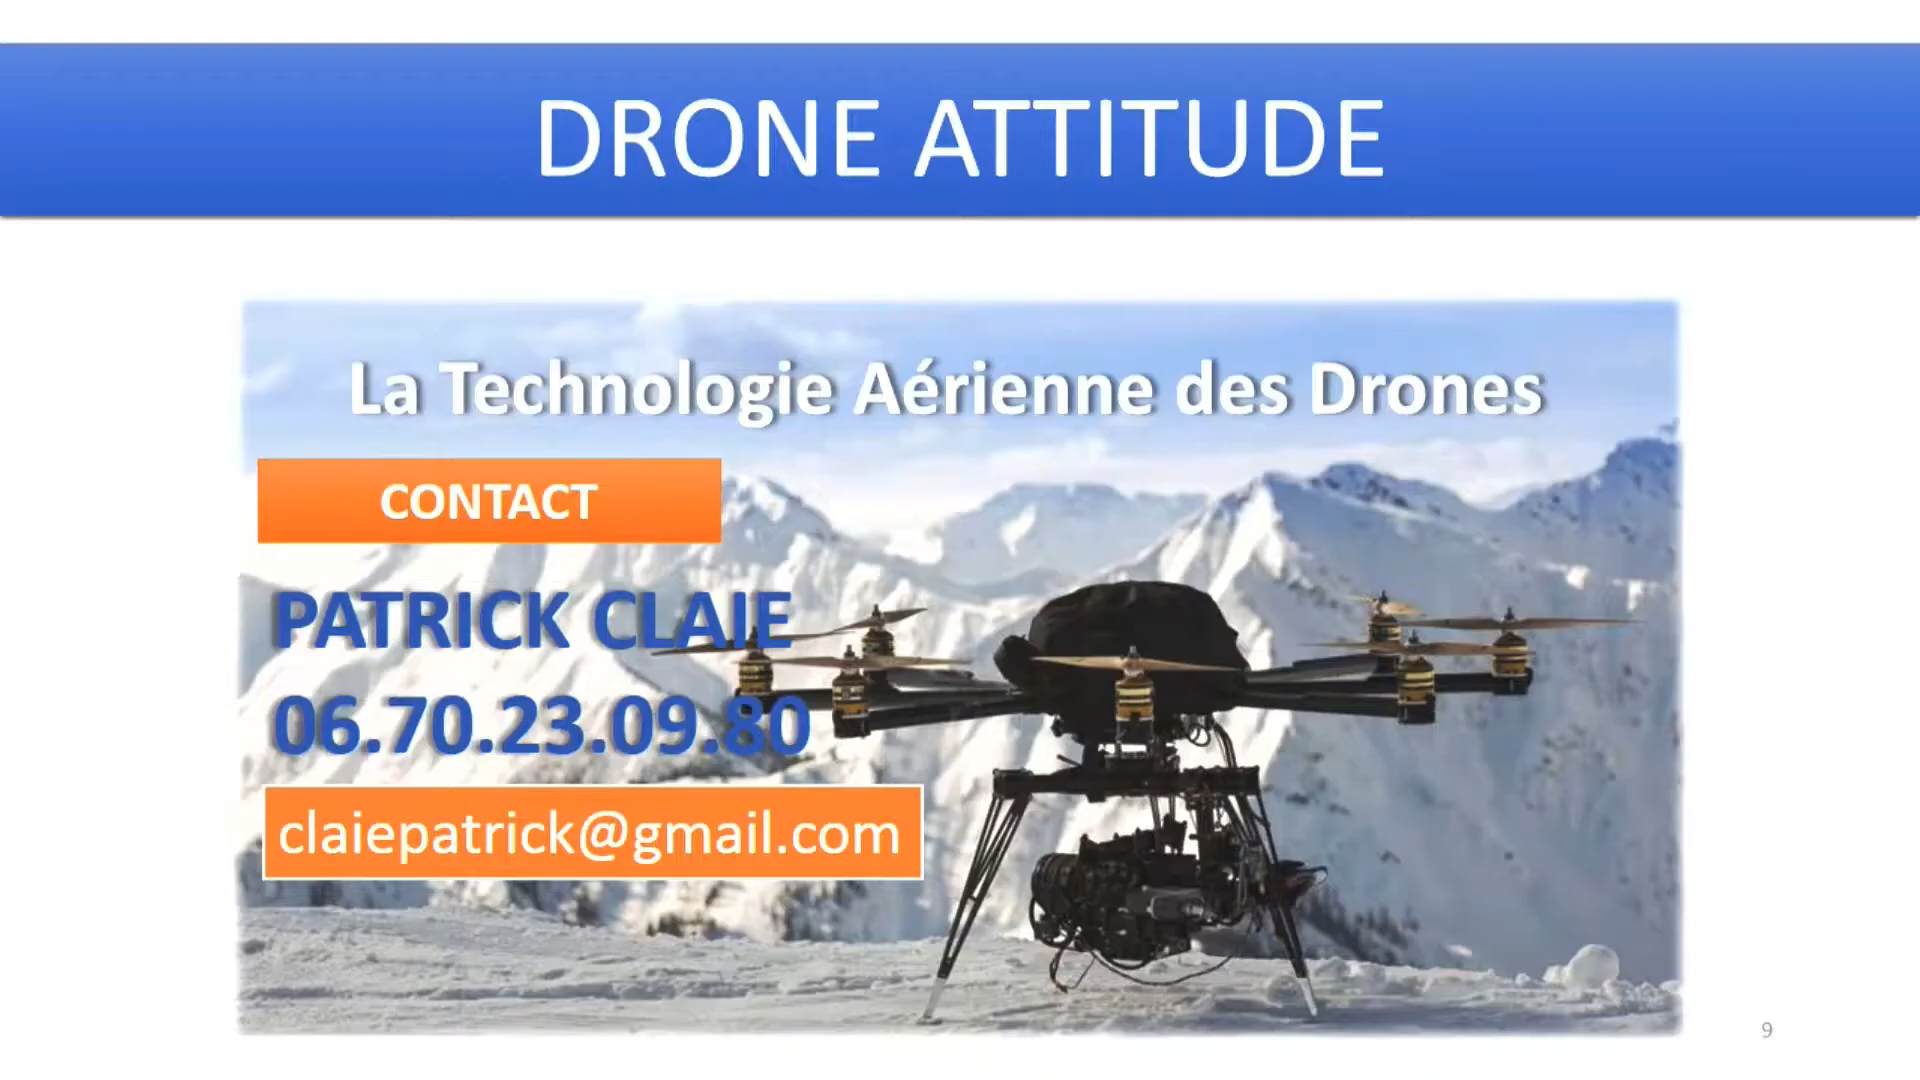 DRONE ATTITUDE
La Technologie Aérienne des Drones
CONTACT
PATRICK CLAIE
06.70.23.09.80
claiepatrick@gmail.com
9